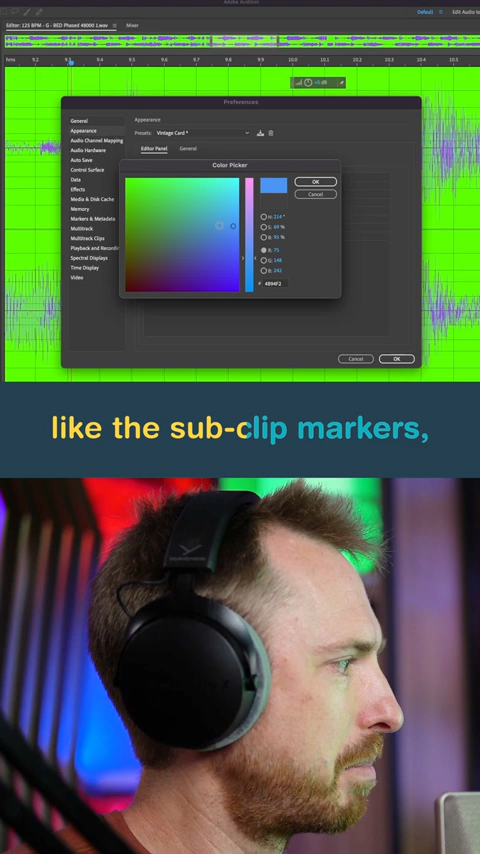 Adobe Audition
Default
Edit Audio to
Editor: 125 BPM - G - RED Phased 48000 1.wav
Mixer
hms 9.2 9.3 9.5 9.6 9.7 9.8 9.9 10.0 10.1 10.2 10.3 10.4 10.5
+0 dB
Preferences
General
Appearance
Audio Channel Mapping
Audio Hardware
Auto Save
Control Surface
Data
Effects
Media & Disk Cache
Memory
Markers & Metadata
Multitrack
Multitrack Clips
Playback and Recordin
Spectral Displays
Time Display
Video
Appearance
Presets: Vintage Card *
Editor Panel General
Color Picker
OK
Cancel
H: 214 °
S: 69 %
B: 95 %
R: 75
G: 148
B: 242
# 4B94F2
Cancel OK
like the sub-clip markers,